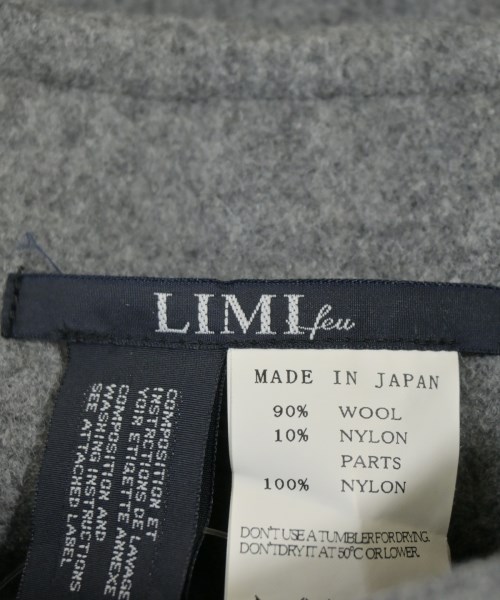 LIMI feu
MADE IN JAPAN
90% WOOL
10% NYLON
PARTS
100% NYLON
DON'T USE A TUMBLER FOR DRYING.
DON'T DRY IT AT 50°C OR LOWER.
COMPOSITION ET
INSTRUCTIONS DE LAVAGE
VOIR ETIQUETTE ANNEXE
COMPOSITION AND
WASHING INSTRUCTIONS
SEE ATTACHED LABEL